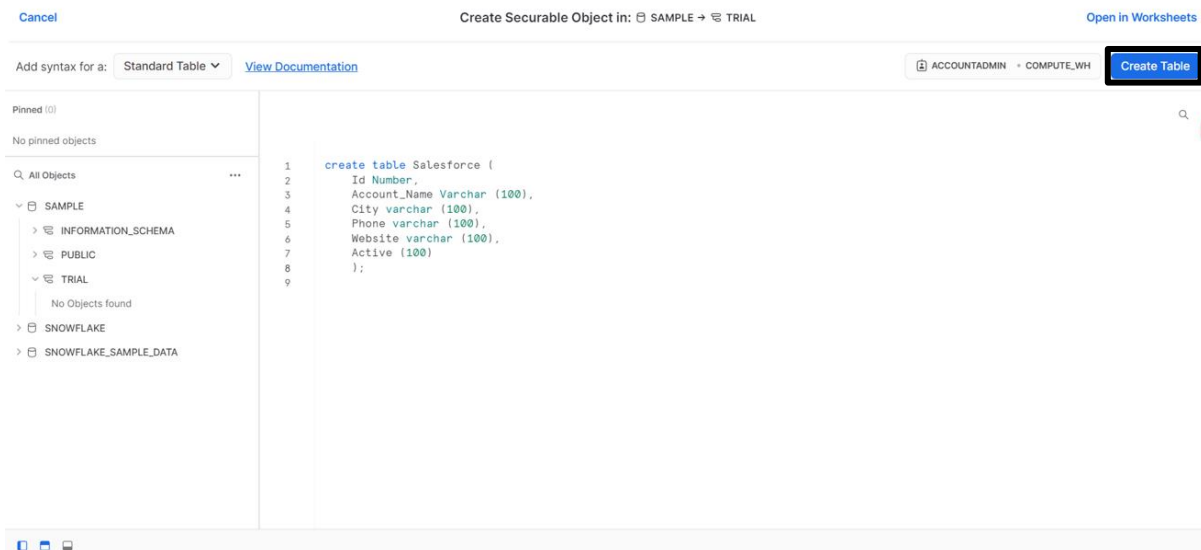 Cancel
Create Securable Object in: SAMPLE → TRIAL
Open in Worksheets
Add syntax for a: Standard Table View Documentation
ACCOUNTADMIN COMPUTE_WH
Create Table
Pinned (0)
No pinned objects
All Objects
SAMPLE
INFORMATION_SCHEMA
PUBLIC
TRIAL
No Objects found
SNOWFLAKE
SNOWFLAKE_SAMPLE_DATA
1 create table Salesforce (
2 Id Number,
3 Account_Name Varchar (100),
4 City varchar (100),
5 Phone varchar (100),
6 Website varchar (100),
7 Active (100)
8 );
9